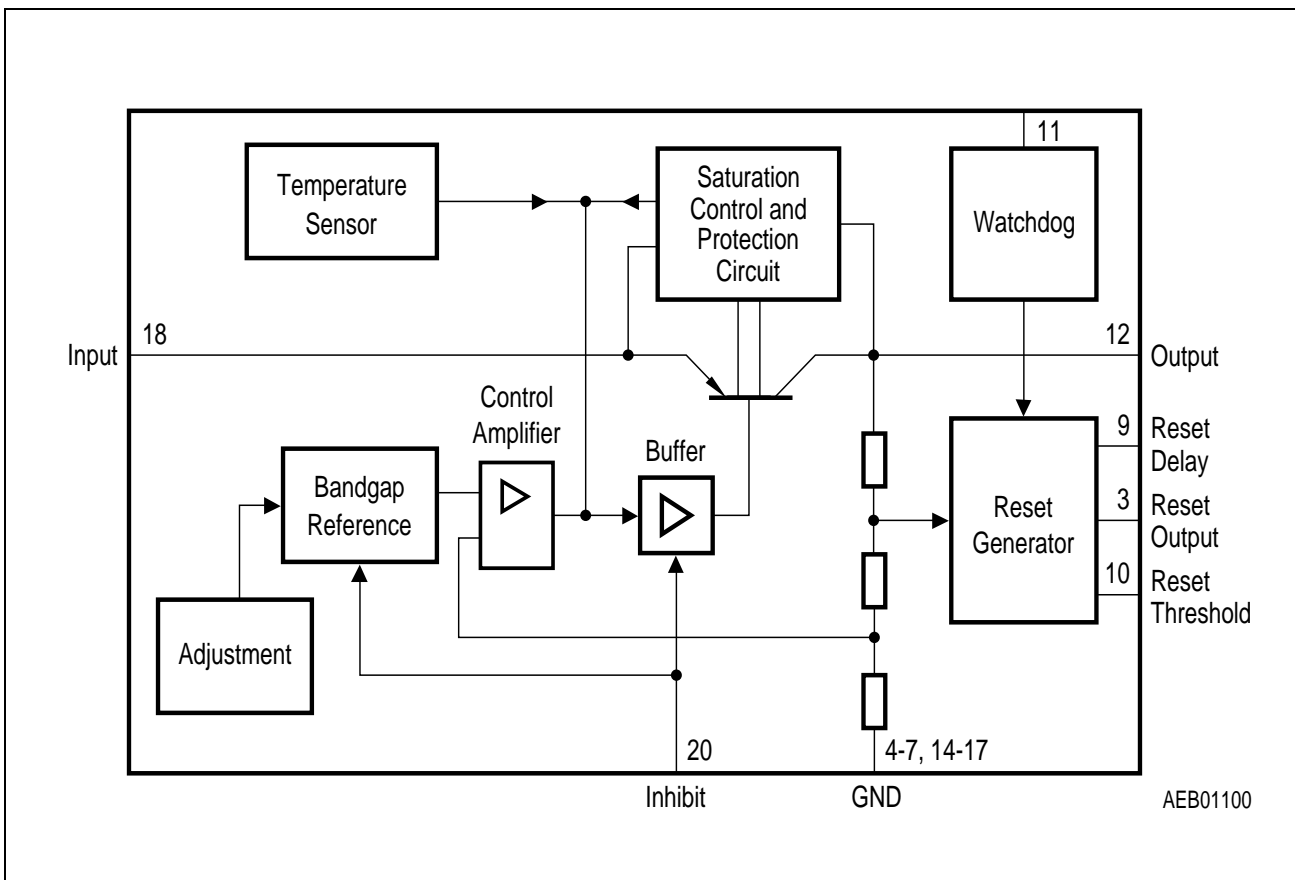 11
Temperature
Sensor
Saturation
Control and
Protection
Circuit
Watchdog
18
12
Input
Output
Control
Amplifier
Buffer
9
Reset
Delay
Bandgap
Reference
Reset
Generator
3
Reset
Output
10
Reset
Threshold
Adjustment
20
4-7, 14-17
Inhibit
GND
AEB01100